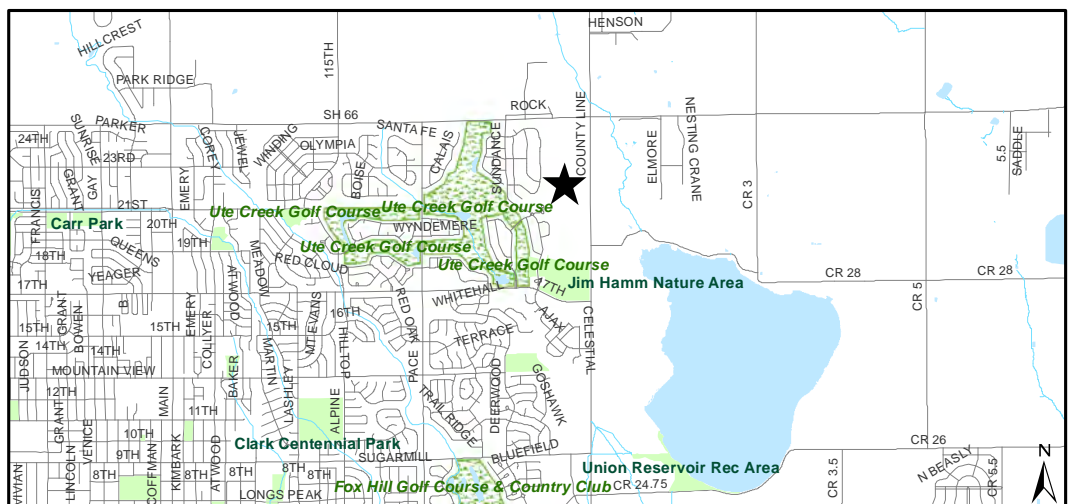 HENSON
HILLCREST
115TH
PARK RIDGE
COUNTY LINE
NESTING CRANE
ROCK
SH 66
PARKER
SANTA FE
24TH
SUNRISE
COREY
JEWEL
WINDING
OLYMPIA
CALAIS
SUNDANCE
ELMORE
5.5
SADDLE
23RD
GRANT
GAY
BOISE
EMERY
CR 3
FRANCIS
21ST
Ute Creek Golf Course
Ute Creek Golf Course
Carr Park
20TH
WYNDEMERE
19TH
QUEENS
Ute Creek Golf Course
18TH
MEADOW
RED CLOUD
Ute Creek Golf Course
YEAGER
ATWOOD
CR 28
CR 28
17TH
17TH
Jim Hamm Nature Area
WHITEHALL
CR 5
GRANT
BOWEN
B
EMERY
COLLYER
MT EVANS
RED OAK
16TH
AJAX
CELESTIAL
15TH
15TH
15TH
HOLLY
TERRACE
14TH
14TH
JUDSON
MARTIN
PACE
MOUNTAIN VIEW
BAKER
LASHLEY
DEERWOOD
GOSHAWK
12TH
MAIN
ALPINE
TRAIL RIDGE
GRANT
11TH
VENICE
10TH
Clark Centennial Park
BLUEFIELD
CR 26
9TH
KIMBARK
ATWOOD
SUGARMILL
N
N BEASLY
LINCOLN
COFFMAN
8TH
8TH
8TH
8TH
Union Reservoir Rec Area
CR 3.5
5.5
VIVIAN
LONGS PEAK
Fox Hill Golf Course & Country Club
CR 24.75